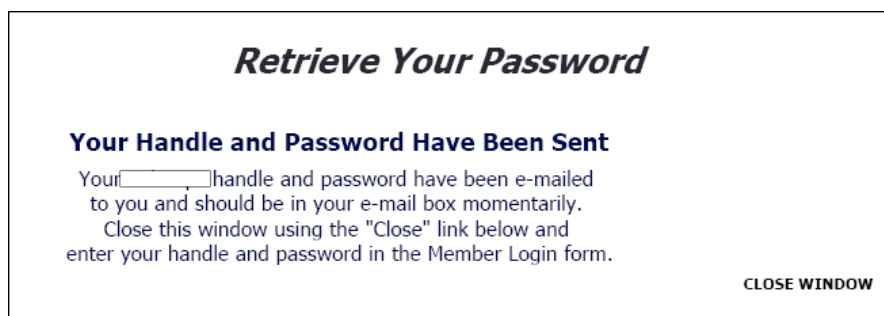 Retrieve Your Password
Your Handle and Password Have Been Sent
Your handle and password have been e-mailed
to you and should be in your e-mail box momentarily.
Close this window using the "Close" link below and
enter your handle and password in the Member Login form.
CLOSE WINDOW